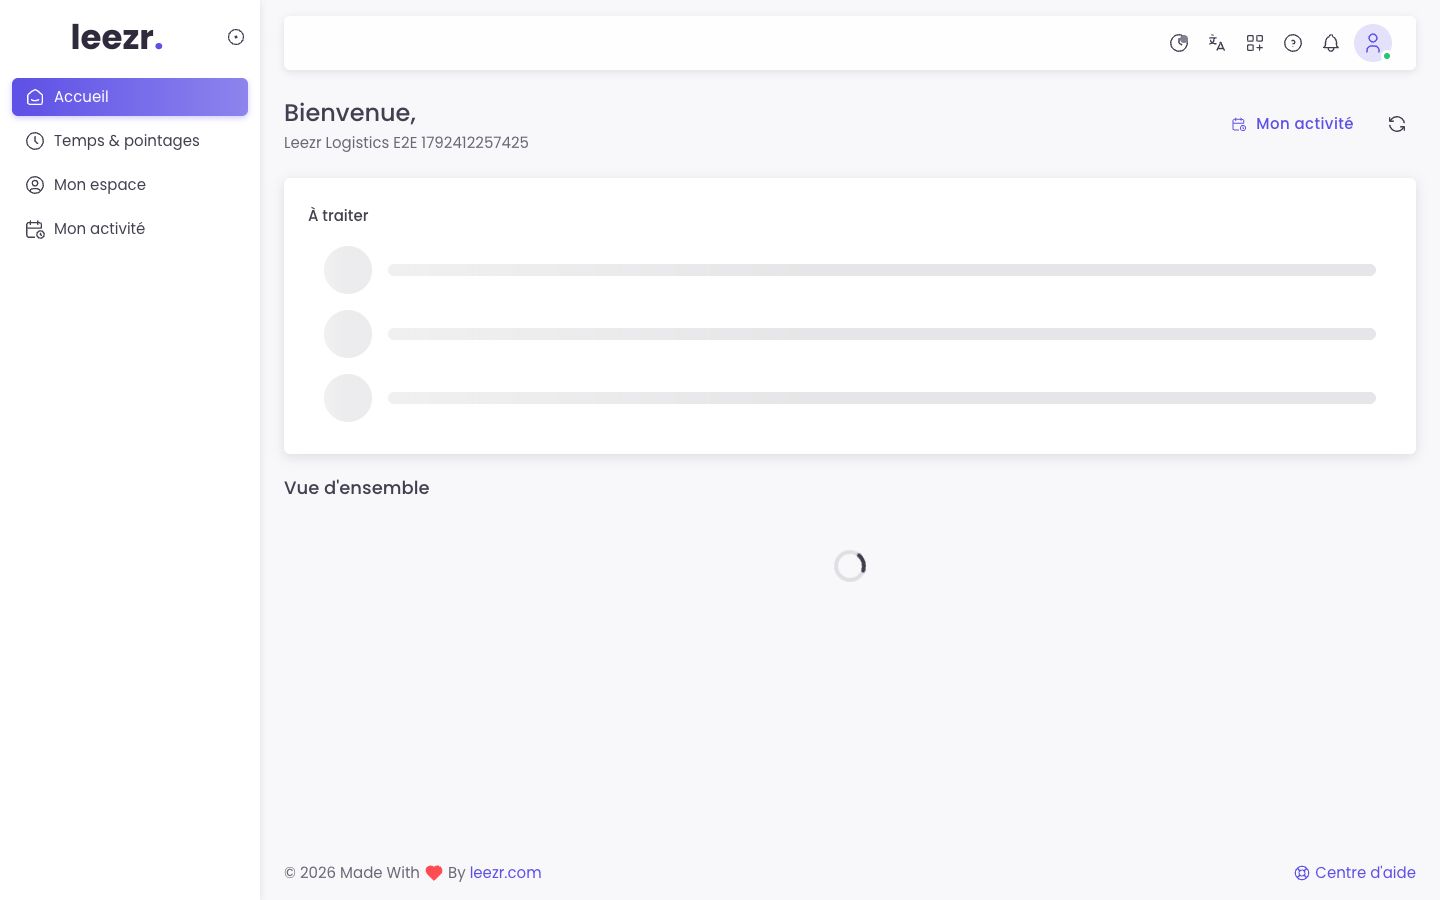 leezr.
Accueil
Temps & pointages
Mon espace
Mon activité
Bienvenue,
Leezr Logistics E2E 1792412257425
Mon activité
À traiter
Vue d'ensemble
© 2026 Made With By leezr.com
Centre d'aide